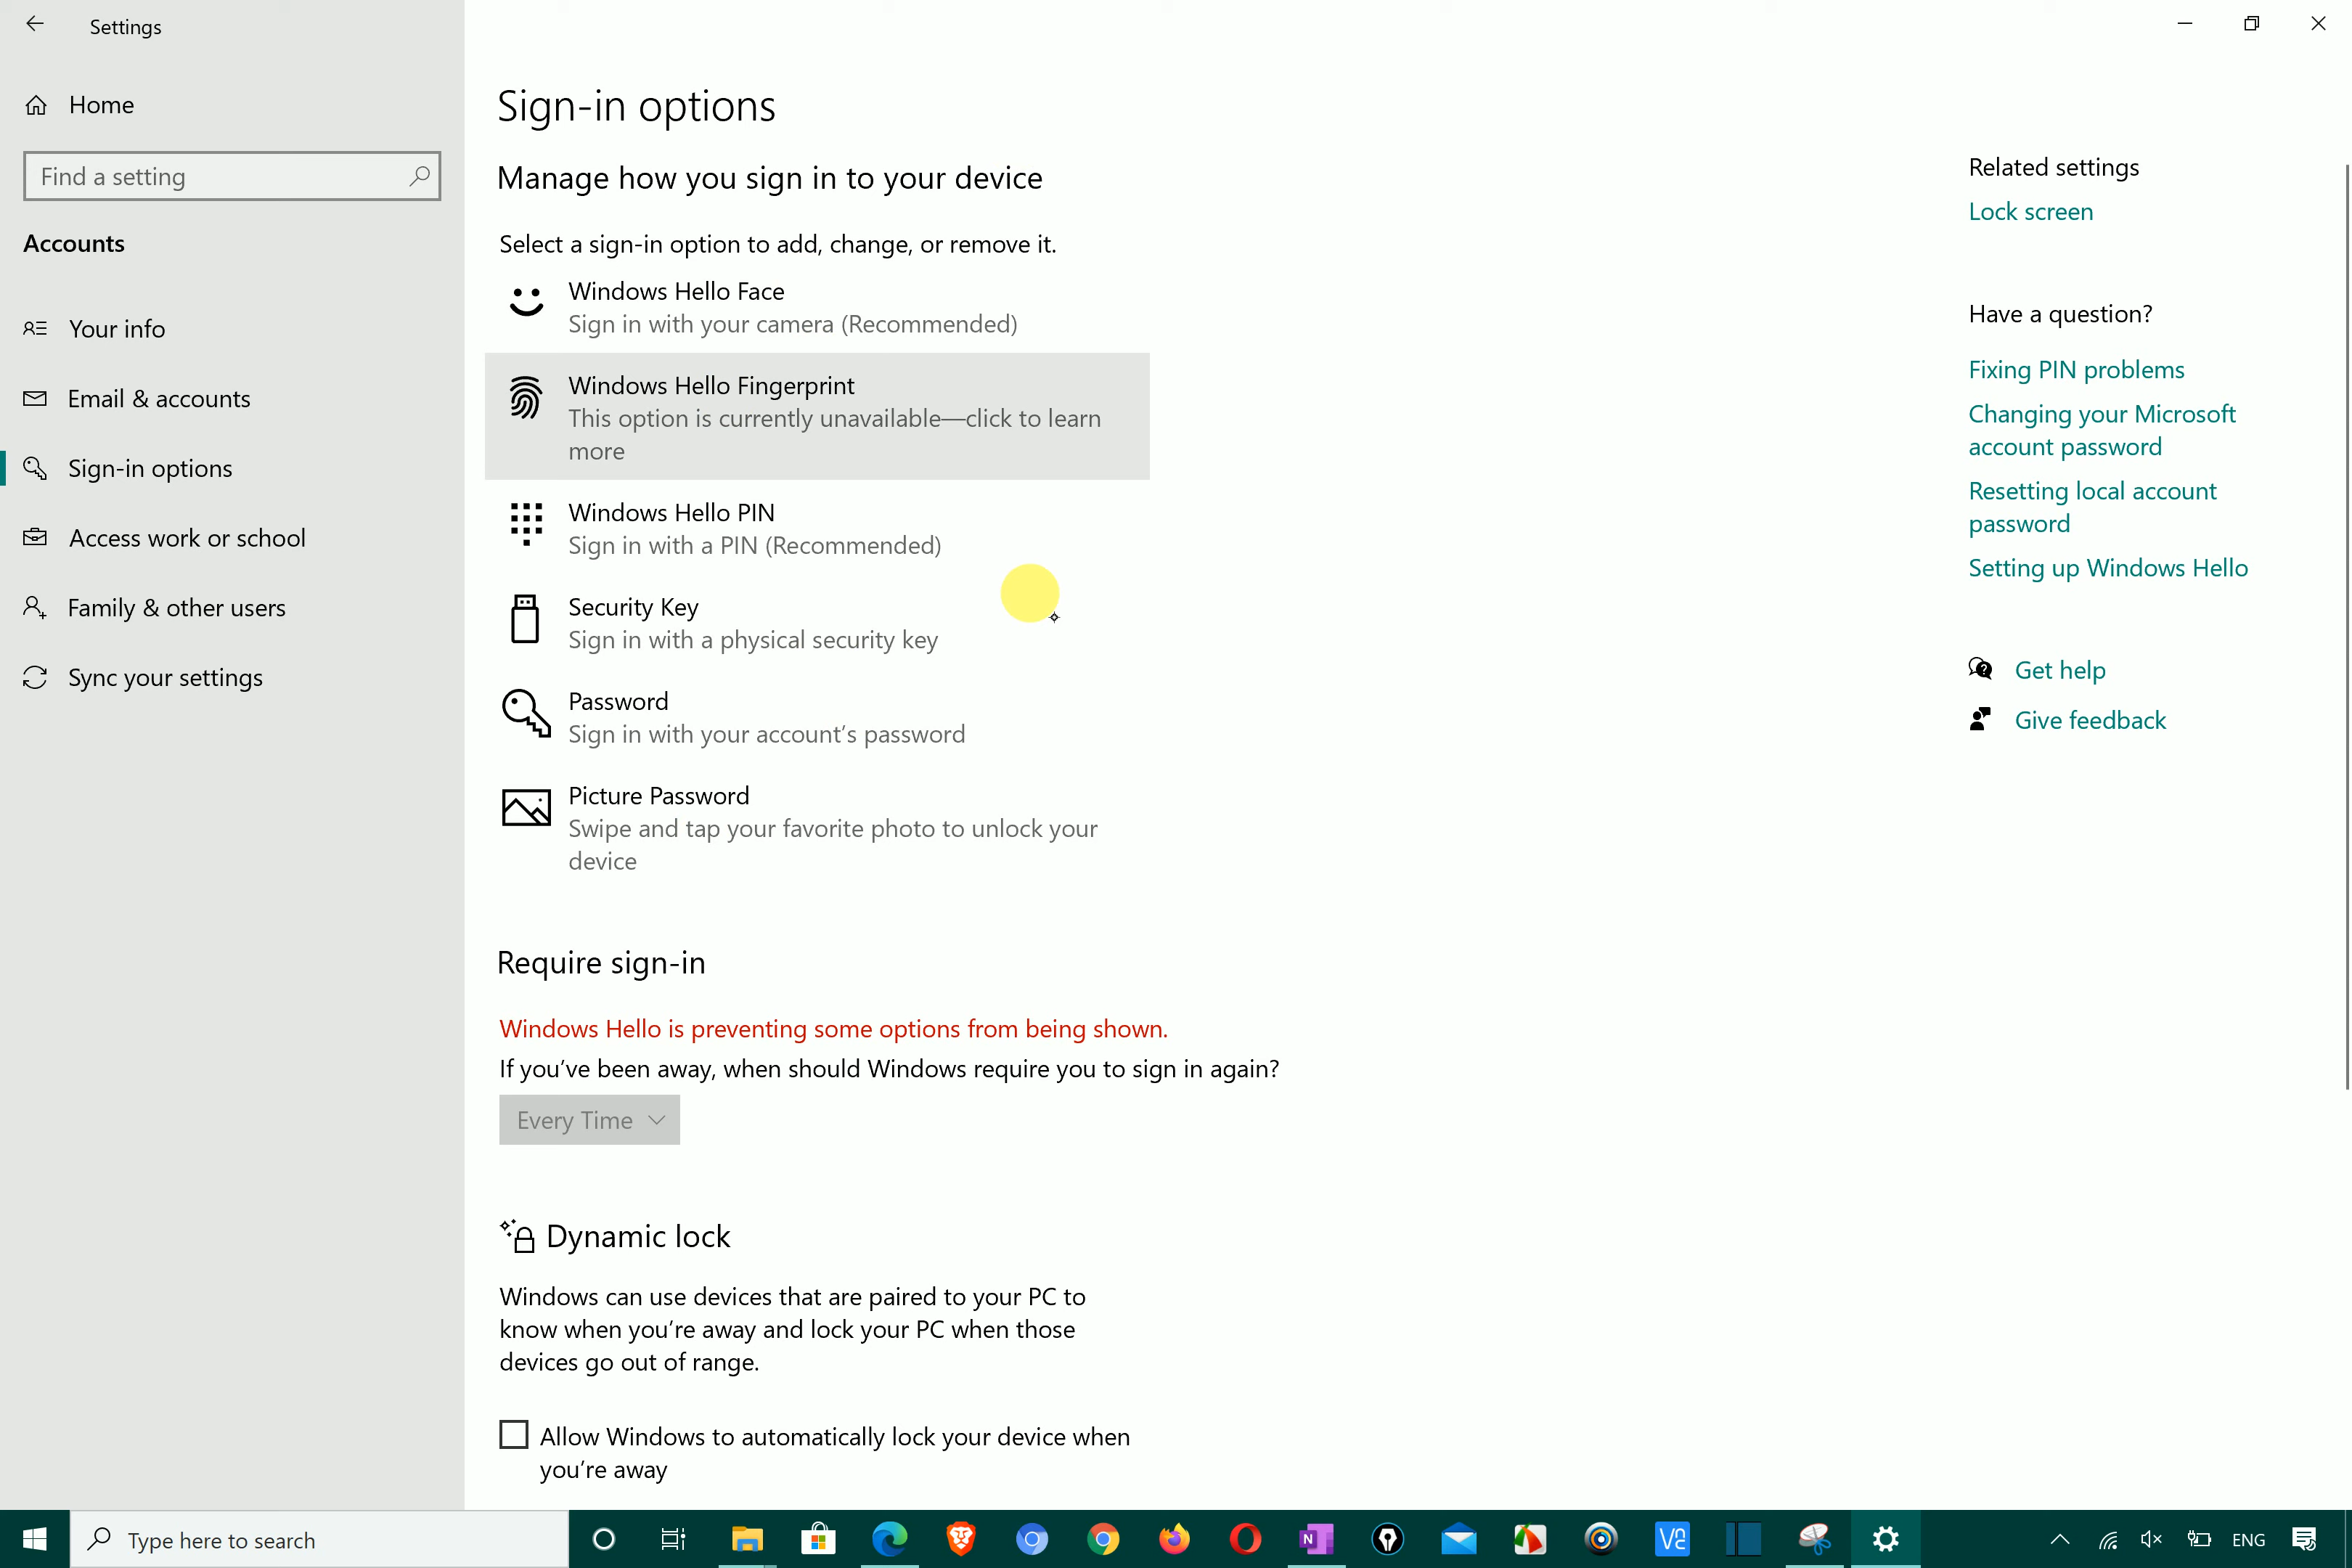 Settings
Home
Find a setting
Accounts
Your info
Email & accounts
Sign-in options
Access work or school
Family & other users
Sync your settings
Sign-in options
Manage how you sign in to your device
Select a sign-in option to add, change, or remove it.
Windows Hello Face
Sign in with your camera (Recommended)
Windows Hello Fingerprint
This option is currently unavailable—click to learn
more
Windows Hello PIN
Sign in with a PIN (Recommended)
Security Key
Sign in with a physical security key
Password
Sign in with your account's password
Picture Password
Swipe and tap your favorite photo to unlock your
device
Require sign-in
Windows Hello is preventing some options from being shown.
If you've been away, when should Windows require you to sign in again?
Every Time
Dynamic lock
Windows can use devices that are paired to your PC to
know when you're away and lock your PC when those
devices go out of range.
Allow Windows to automatically lock your device when
you're away
Related settings
Lock screen
Have a question?
Fixing PIN problems
Changing your Microsoft
account password
Resetting local account
password
Setting up Windows Hello
Get help
Give feedback
Type here to search
N
ENG